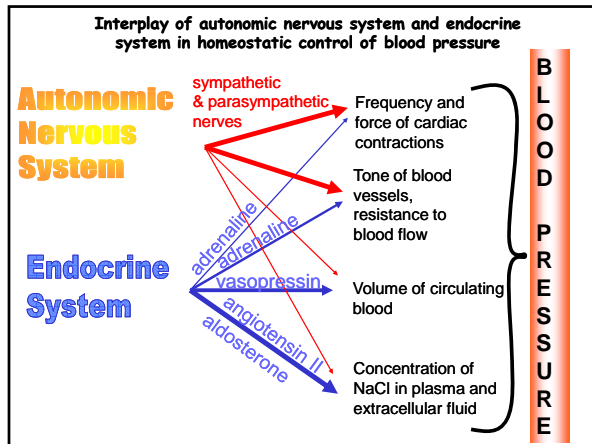 Interplay of autonomic nervous system and endocrine
system in homeostatic control of blood pressure
Autonomic
Nervous
System
sympathetic
& parasympathetic
nerves
Frequency and
force of cardiac
contractions
Tone of blood
vessels,
resistance to
blood flow
adrenaline
adrenaline
Endocrine
System
vasopressin
Volume of circulating
blood
angiotensin II
aldosterone
Concentration of
NaCl in plasma and
extracellular fluid
BLOOD PRESSURE